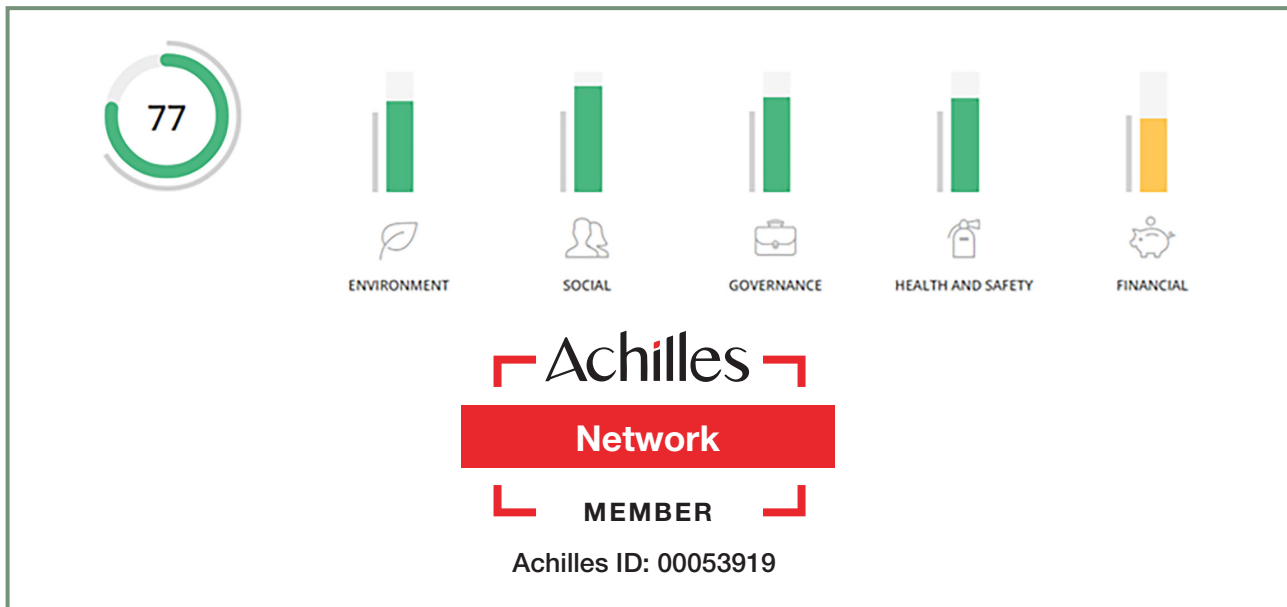 77
ENVIRONMENT
SOCIAL
GOVERNANCE
HEALTH AND SAFETY
FINANCIAL
Achilles
Network
MEMBER
Achilles ID: 00053919